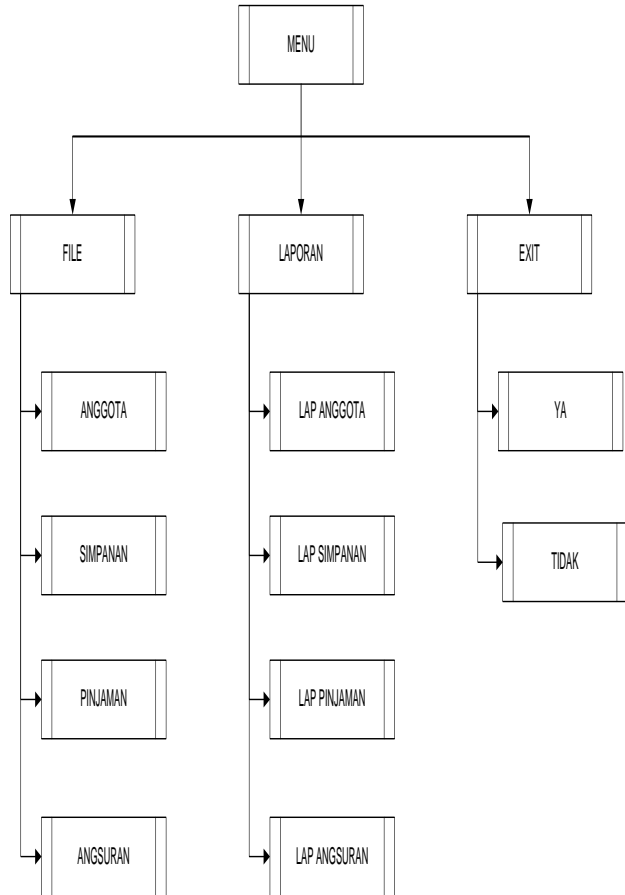 MENU
FILE
LAPORAN
EXIT
ANGGOTA
LAP ANGGOTA
YA
SIMPANAN
LAP SIMPANAN
TIDAK
PINJAMAN
LAP PINJAMAN
ANGSURAN
LAP ANGSURAN